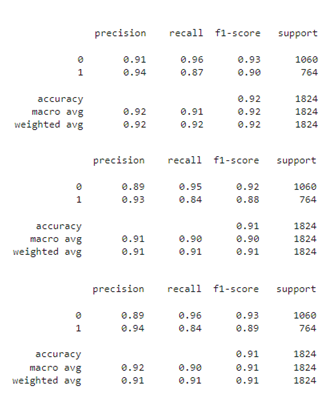 precision recall f1-score support
0 0.91 0.96 0.93 1060
1 0.94 0.87 0.90 764
accuracy 0.92 1824
macro avg 0.92 0.91 0.92 1824
weighted avg 0.92 0.92 0.92 1824
precision recall f1-score support
0 0.89 0.95 0.92 1060
1 0.93 0.84 0.88 764
accuracy 0.91 1824
macro avg 0.91 0.90 0.90 1824
weighted avg 0.91 0.91 0.91 1824
precision recall f1-score support
0 0.89 0.96 0.93 1060
1 0.94 0.84 0.89 764
accuracy 0.91 1824
macro avg 0.92 0.90 0.91 1824
weighted avg 0.91 0.91 0.91 1824